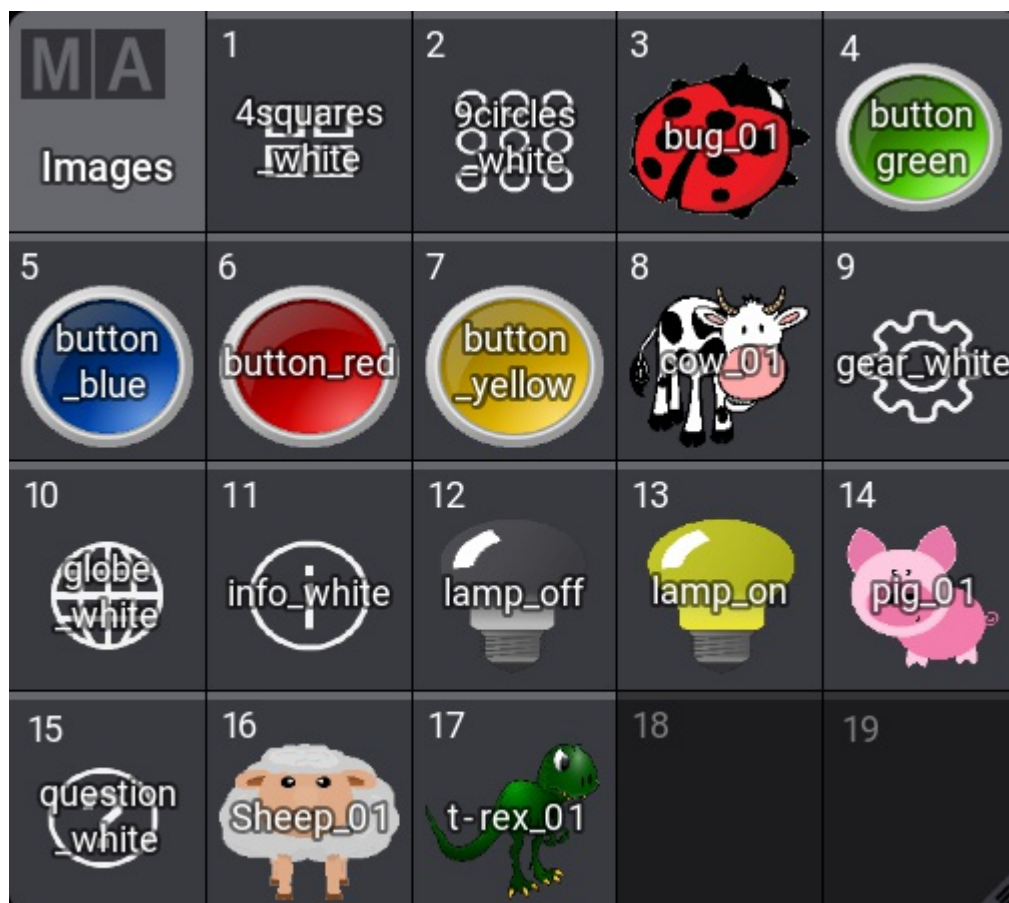 MA
Images
1
4squares
_white
2
9circles
_white
3
bug_01
4
button
green
5
button
_blue
6
button_red
7
button
_yellow
8
cow_01
9
gear_white
10
globe
_white
11
info_white
12
lamp_off
13
lamp_on
14
pig_01
15
question
_white
16
Sheep_01
17
t-rex_01
18
19